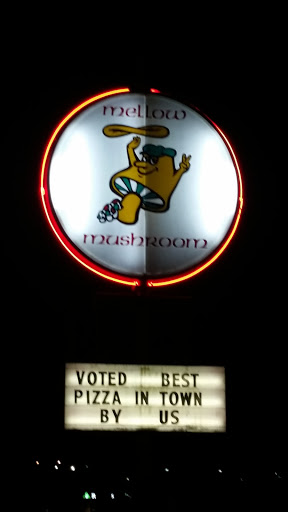 mellow
mushroom
VOTED BEST
PIZZA IN TOWN
BY US